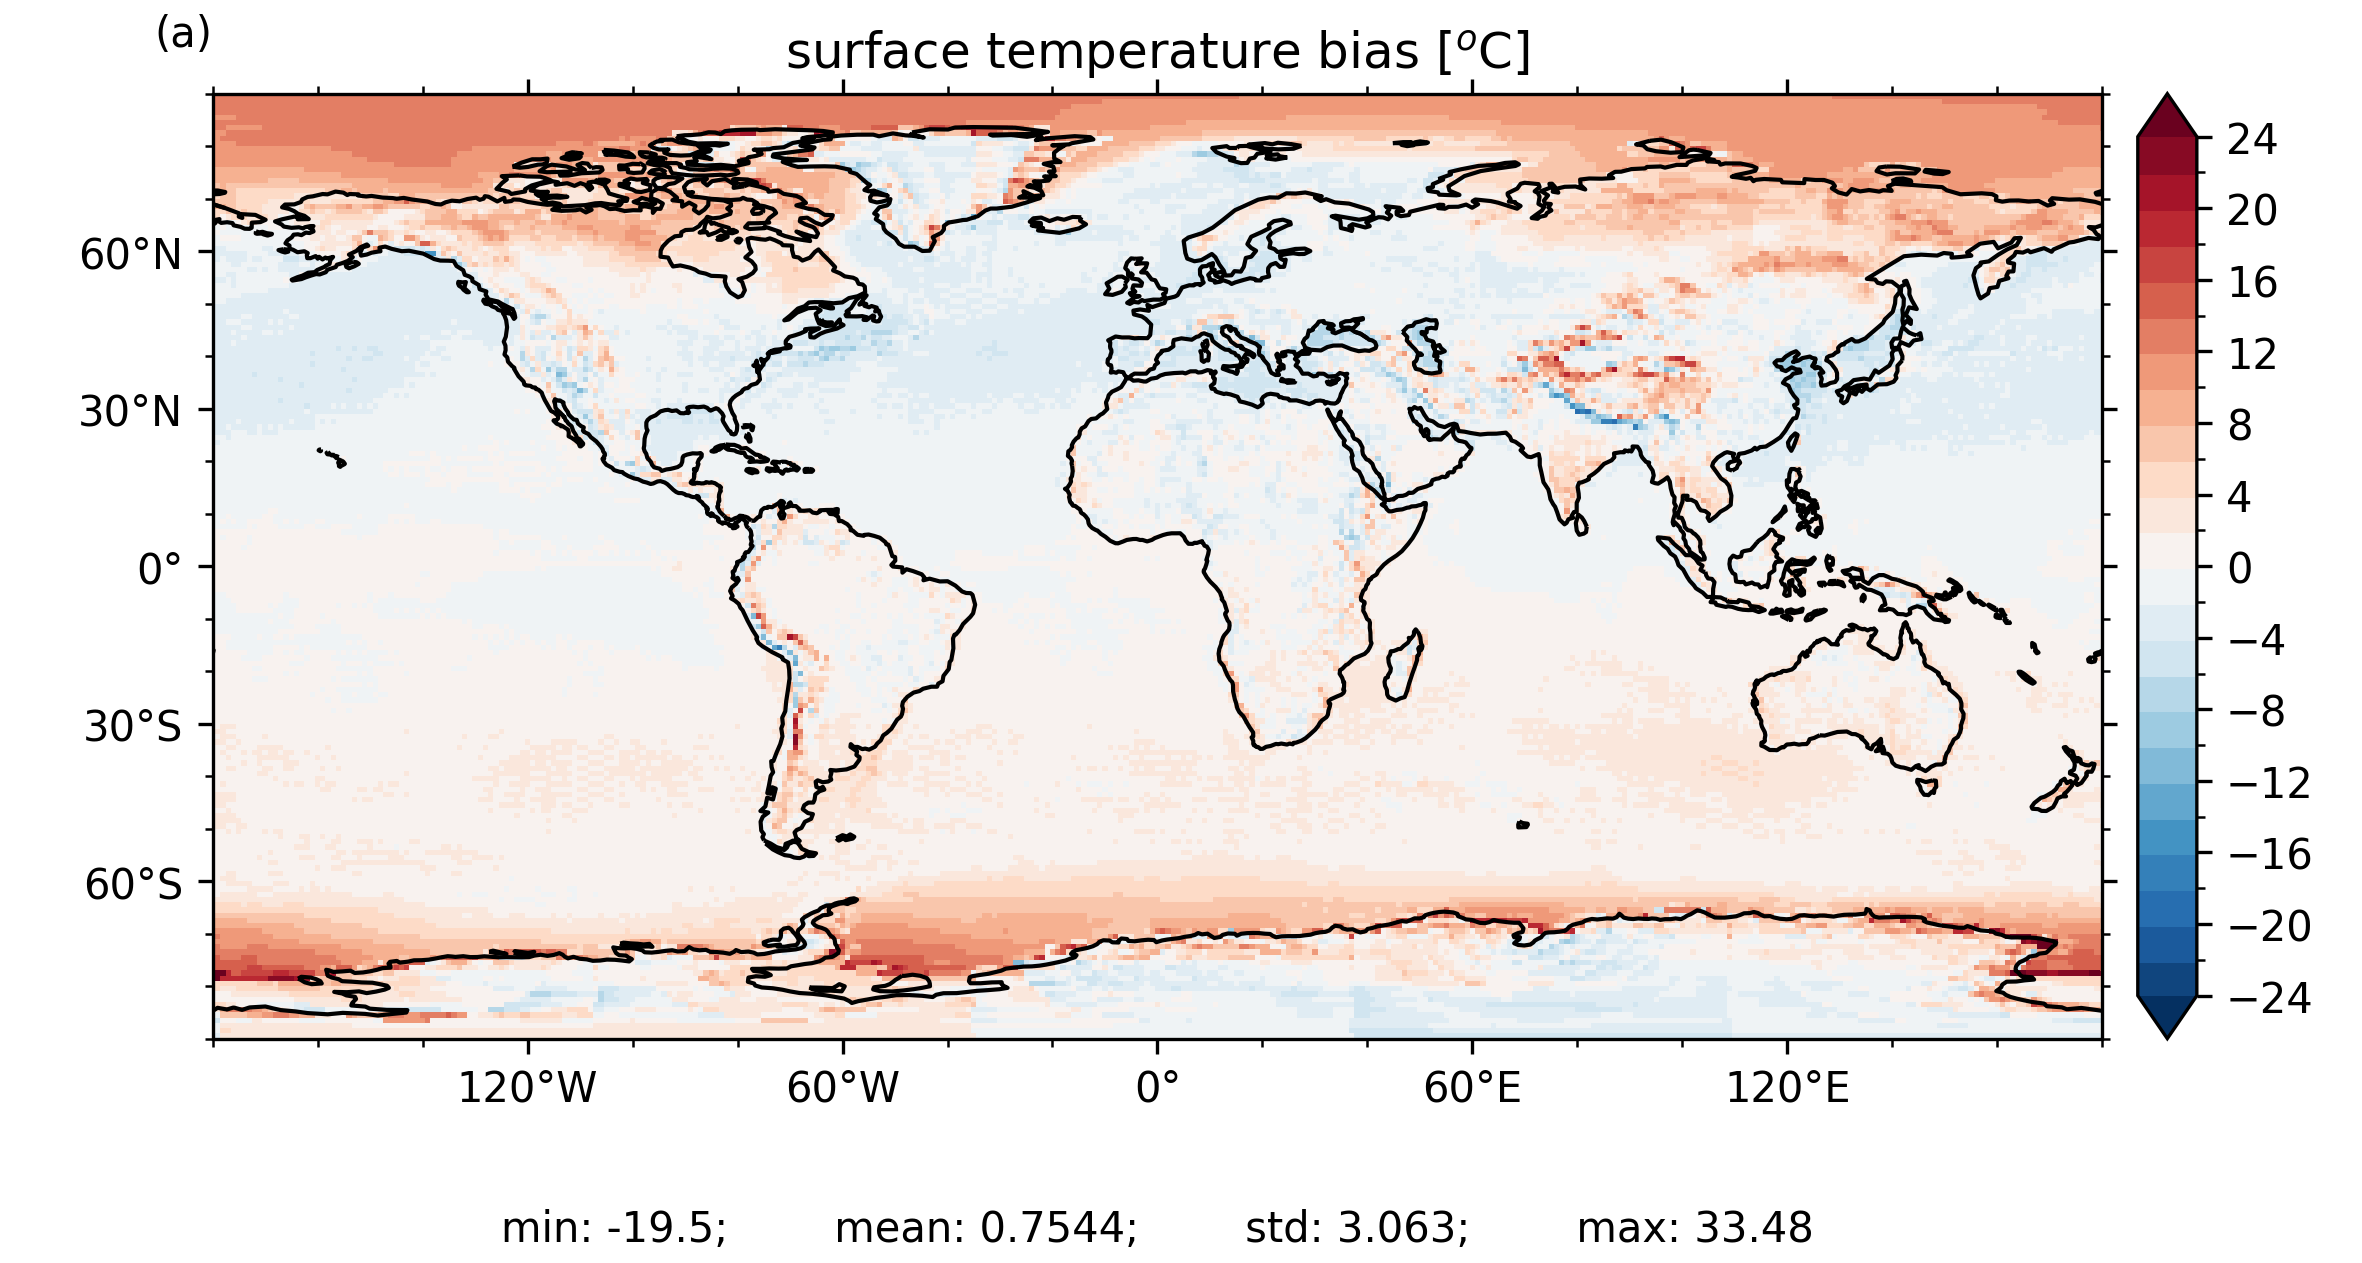 (a)
surface temperature bias [°C]
24
20
16
12
8
4
0
−4
−8
−12
−16
−20
−24
60°N
30°N
0°
30°S
60°S
120°W 60°W 0° 60°E 120°E
min: -19.5; mean: 0.7544; std: 3.063; max: 33.48